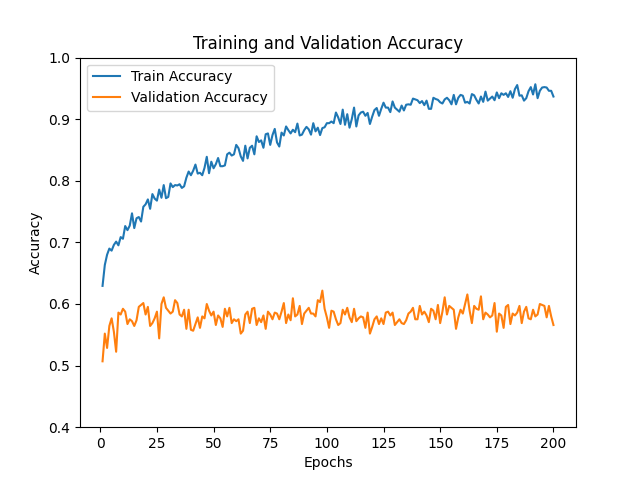 Training and Validation Accuracy
Train Accuracy
Validation Accuracy
1.0
0.9
0.8
0.7
0.6
0.5
0.4
Accuracy
0 25 50 75 100 125 150 175 200
Epochs